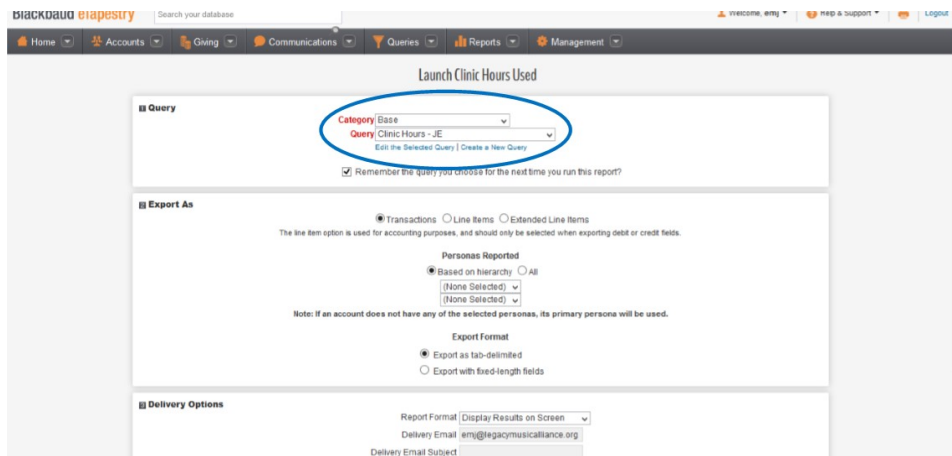 Blackbaud eTapestry Search your database Welcome, emj Help & Support Logout
Home Accounts Giving Communications Queries Reports Management
Launch Clinic Hours Used
Query
Category Base
Query Clinic Hours - JE
Edit the Selected Query | Create a New Query
Remember the query you choose for the next time you run this report?
Export As
Transactions Line Items Extended Line Items
The line item option is used for accounting purposes, and should only be selected when exporting debit or credit fields.
Personas Reported
Based on hierarchy All
(None Selected)
(None Selected)
Note: If an account does not have any of the selected personas, its primary persona will be used.
Export Format
Export as tab-delimited
Export with fixed-length fields
Delivery Options
Report Format Display Results on Screen
Delivery Email emj@legacymusicalliance.org
Delivery Email Subject